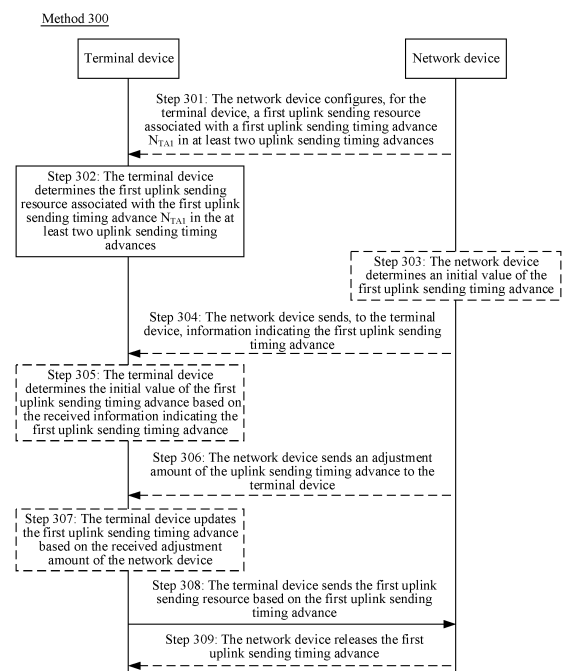 Method 300
Terminal device
Network device
Step 301: The network device configures, for the
terminal device, a first uplink sending resource
associated with a first uplink sending timing advance
N_TA1 in at least two uplink sending timing advances
Step 302: The terminal device
determines the first uplink sending
resource associated with the first uplink
sending timing advance N_TA1 in the at
least two uplink sending timing
advances
Step 303: The network device
determines an initial value of the
first uplink sending timing advance
Step 304: The network device sends, to the terminal
device, information indicating the first uplink sending
timing advance
Step 305: The terminal device
determines the initial value of the first
uplink sending timing advance based on
the received information indicating the
first uplink sending timing advance
Step 306: The network device sends an adjustment
amount of the uplink sending timing advance to the
terminal device
Step 307: The terminal device updates
the first uplink sending timing advance
based on the received adjustment
amount of the network device
Step 308: The terminal device sends the first uplink
sending resource based on the first uplink sending
timing advance
Step 309: The network device releases the first
uplink sending timing advance